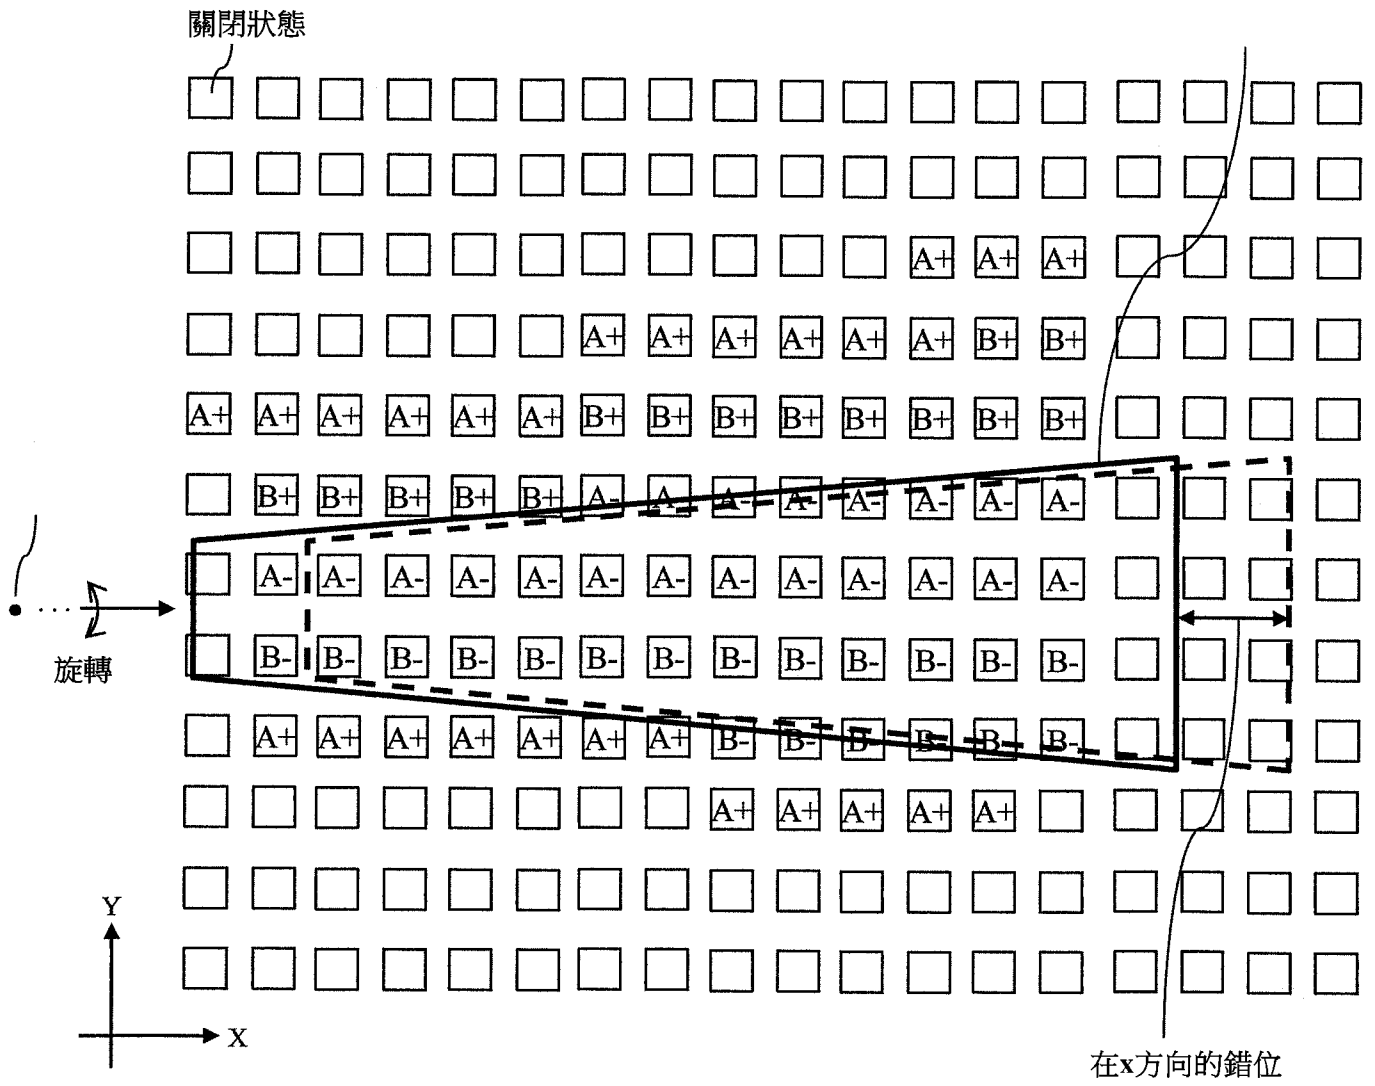 關閉狀態
A+ A+ A+
A+ A+ A+ A+ A+ A+ B+ B+
A+ A+ A+ A+ A+ A+ B+ B+ B+ B+ B+ B+ B+ B+
B+ B+ B+ B+ B+ A- A- A- A- A- A- A- A-
A- A- A- A- A- A- A- A- A- A- A- A- A-
B- B- B- B- B- B- B- B- B- B- B- B- B-
旋轉
A+ A+ A+ A+ A+ A+ A+ B- B- B- B- B- B-
A+ A+ A+ A+ A+
Y
X
在x方向的錯位